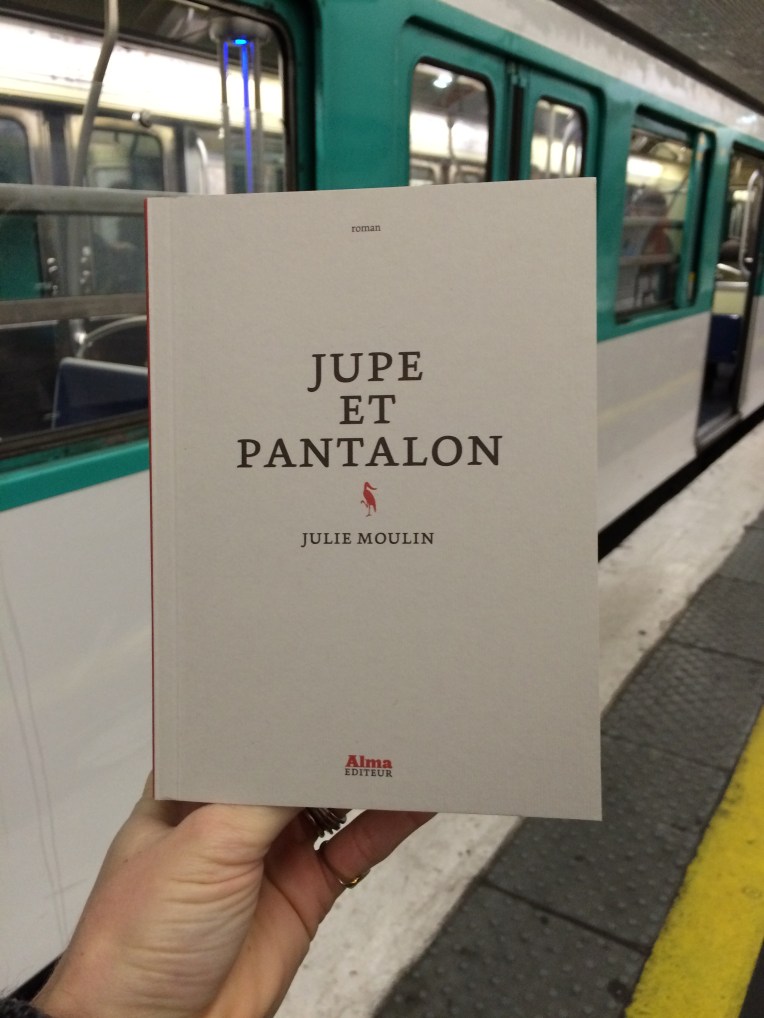 roman
JUPE
ET
PANTALON
JULIE MOULIN
Alma
EDITEUR